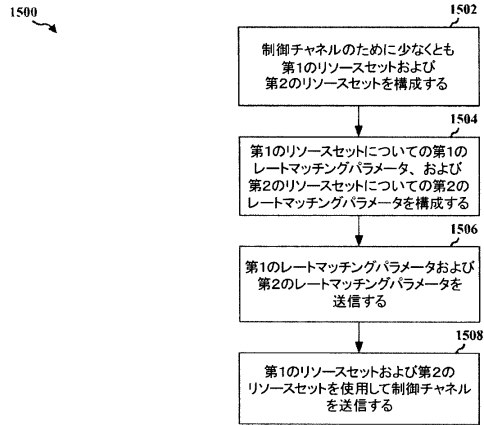 1500
1502
制御チャネルのために少なくとも
第1のリソースセットおよび
第2のリソースセットを構成する
1504
第1のリソースセットについての第1の
レートマッチングパラメータ、および
第2のリソースセットについての第2の
レートマッチングパラメータを構成する
1506
第1のレートマッチングパラメータおよび
第2のレートマッチングパラメータを
送信する
1508
第1のリソースセットおよび第2の
リソースセットを使用して制御チャネル
を送信する